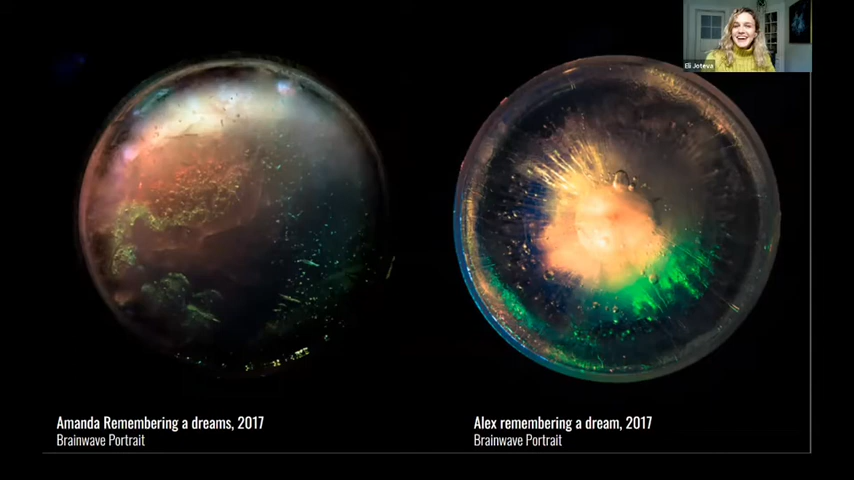 Eli Joteva
Amanda Remembering a dreams, 2017
Brainwave Portrait
Alex remembering a dream, 2017
Brainwave Portrait